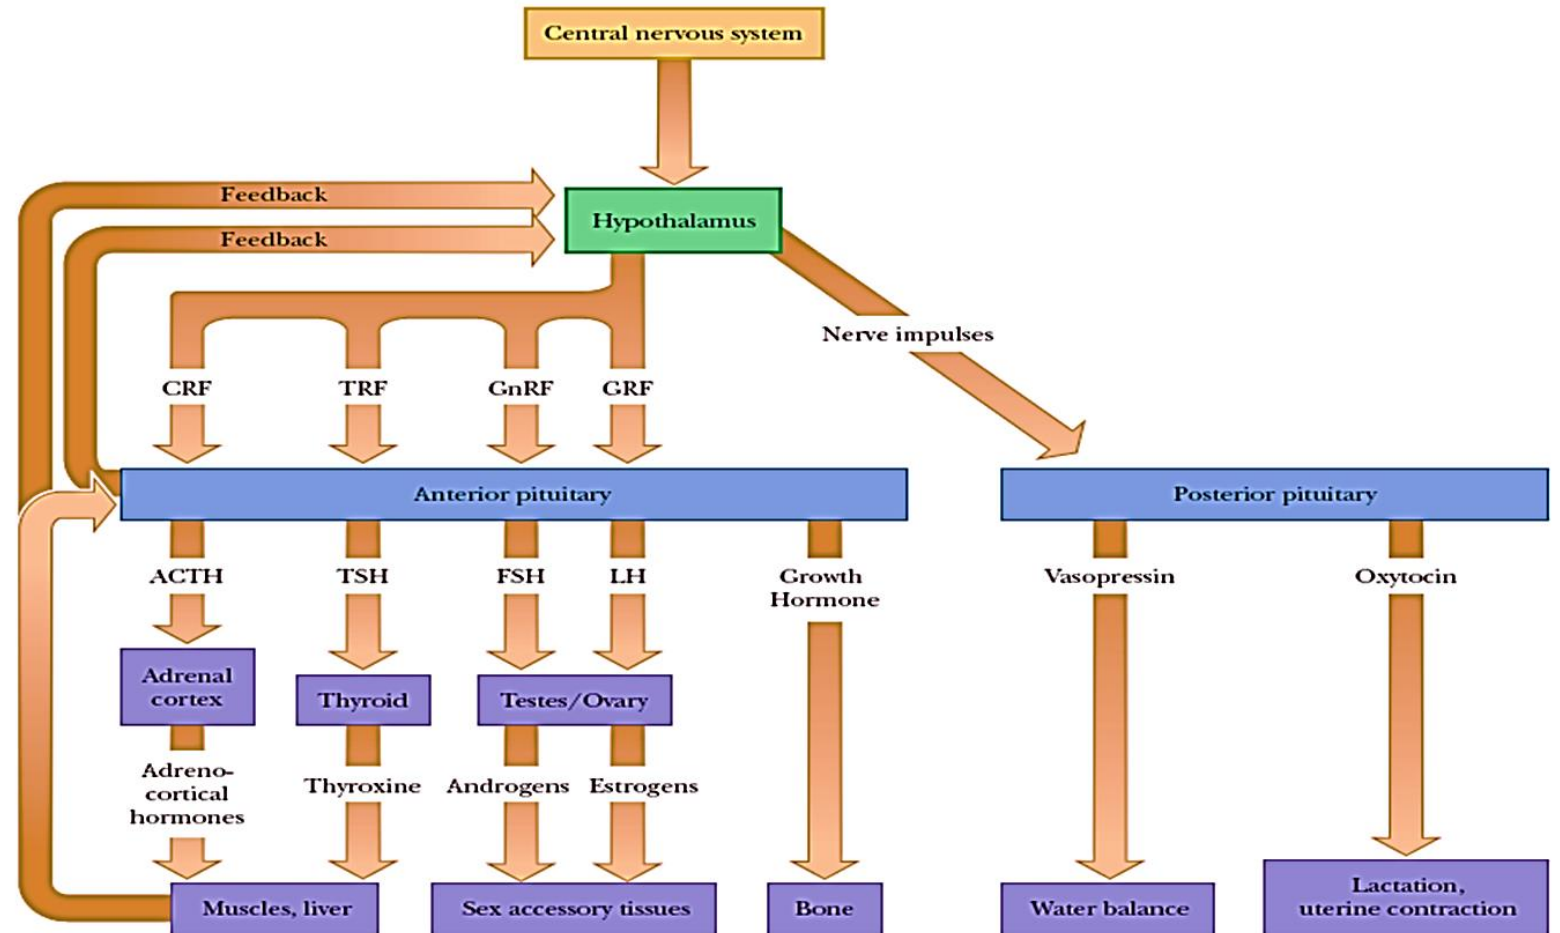 Central nervous system
Feedback
Hypothalamus
Feedback
Nerve impulses
CRF
TRF
GnRF
GRF
Anterior pituitary
Posterior pituitary
ACTH
TSH
FSH
LH
Growth
Hormone
Vasopressin
Oxytocin
Adrenal
cortex
Thyroid
Testes/Ovary
Adreno-
cortical
hormones
Thyroxine
Androgens
Estrogens
Muscles, liver
Sex accessory tissues
Bone
Water balance
Lactation,
uterine contraction